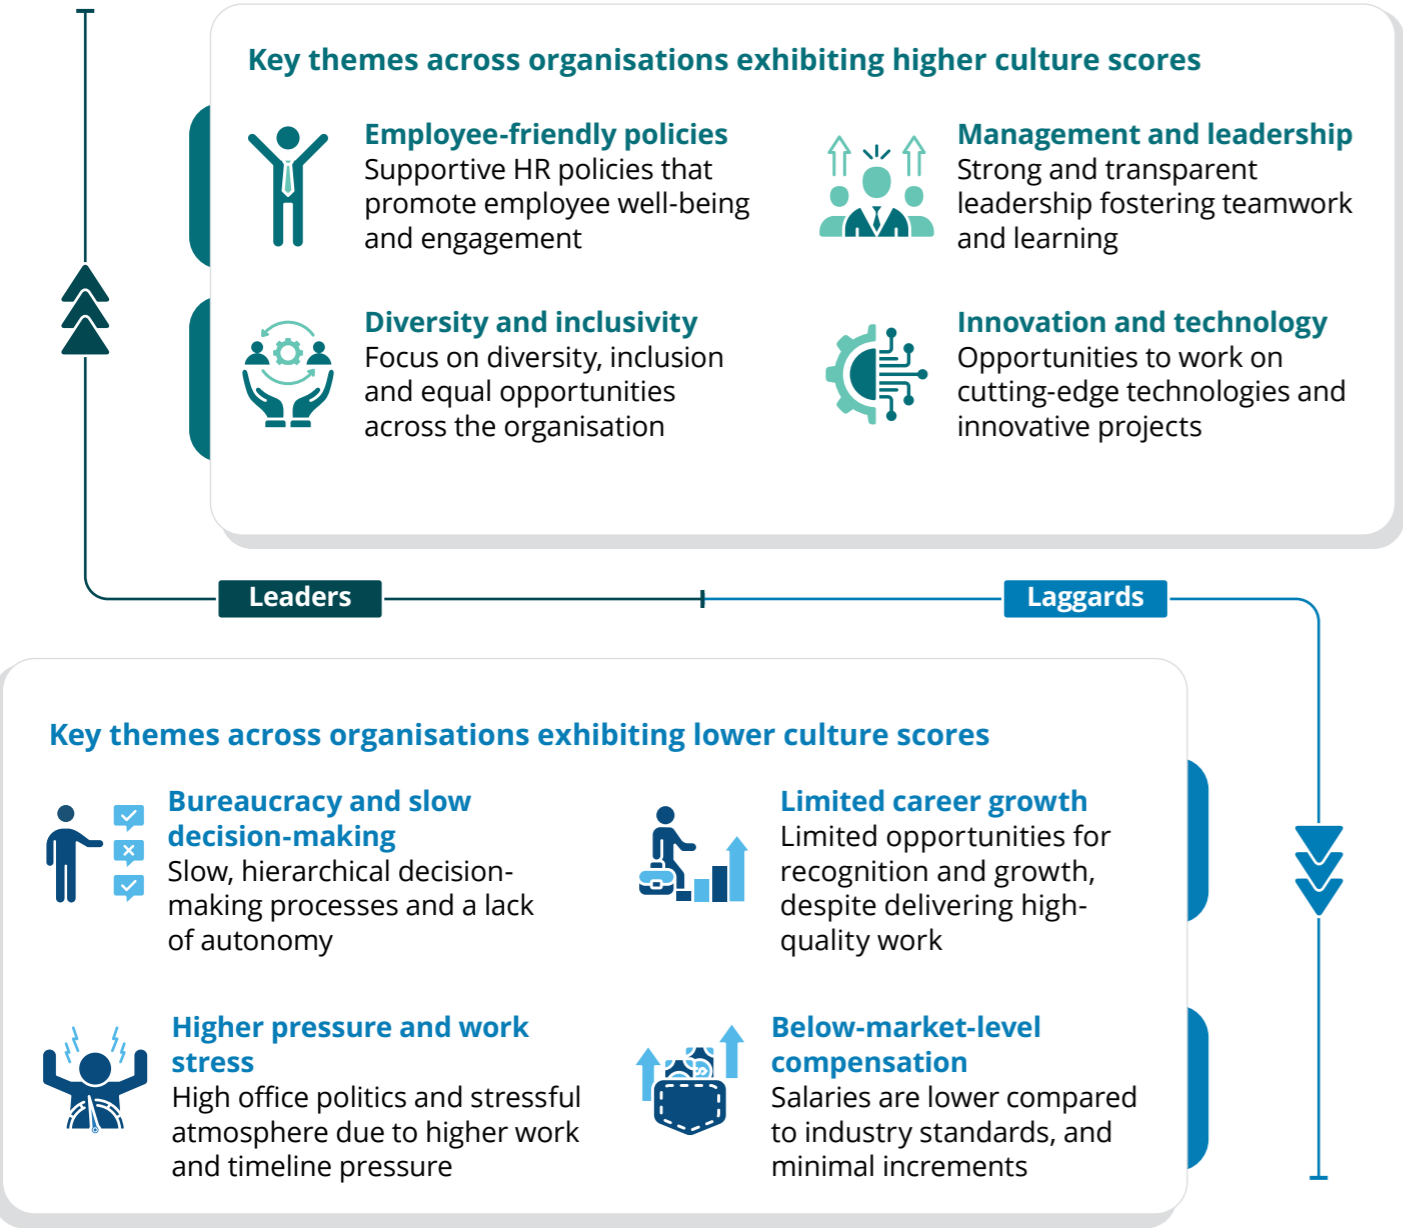 Key themes across organisations exhibiting higher culture scores
Employee-friendly policies
Supportive HR policies that
promote employee well-being
and engagement
Management and leadership
Strong and transparent
leadership fostering teamwork
and learning
Diversity and inclusivity
Focus on diversity, inclusion
and equal opportunities
across the organisation
Innovation and technology
Opportunities to work on
cutting-edge technologies and
innovative projects
Leaders
Laggards
Key themes across organisations exhibiting lower culture scores
Bureaucracy and slow
decision-making
Slow, hierarchical decision-
making processes and a lack
of autonomy
Limited career growth
Limited opportunities for
recognition and growth,
despite delivering high-
quality work
Higher pressure and work
stress
High office politics and stressful
atmosphere due to higher work
and timeline pressure
Below-market-level
compensation
Salaries are lower compared
to industry standards, and
minimal increments